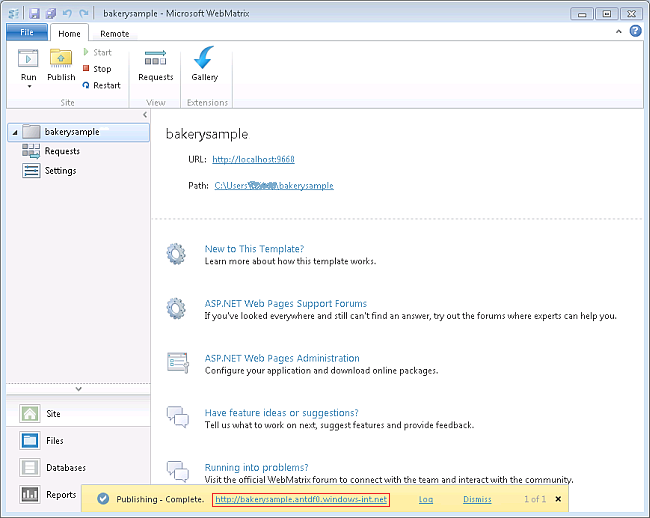 bakerysample - Microsoft WebMatrix
File
Home
Remote
Run
Publish
Start
Stop
Restart
Site
Requests
View
Gallery
Extensions
bakerysample
Requests
Settings
bakerysample
URL: http://localhost:9668
Path: C:\Users\ \bakerysample
New to This Template?
Learn more about how this template works.
ASP.NET Web Pages Support Forums
If you've looked everywhere and still can't find an answer, try out the forums where experts can help you.
ASP.NET Web Pages Administration
Configure your application and download online packages.
Have feature ideas or suggestions?
Tell us what to work on next, suggest features and provide feedback.
Running into problems?
Visit the official WebMatrix forum to connect with the team and interact with the community.
Site
Files
Databases
Reports
Publishing - Complete. http://bakerysample.antdf0.windows-int.net Log Dismiss 1 of 1